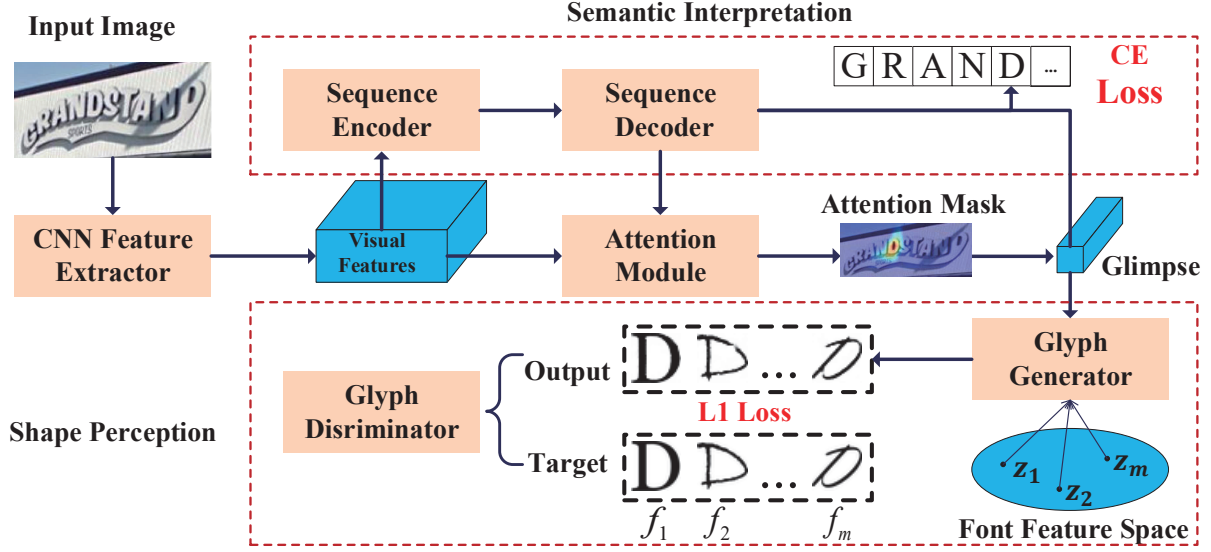 Semantic Interpretation
Input Image
GRANDSTAND
SPORTS
Sequence
Encoder
Sequence
Decoder
G R A N D ...
CE
Loss
CNN Feature
Extractor
Visual
Features
Attention
Module
Attention Mask
GRANDSTAND
Glimpse
Shape Perception
Glyph
Disriminator
Output
D D ... D
L1 Loss
Target
D D ... D
f1 f2 fm
Glyph
Generator
z1 z2 zm
Font Feature Space